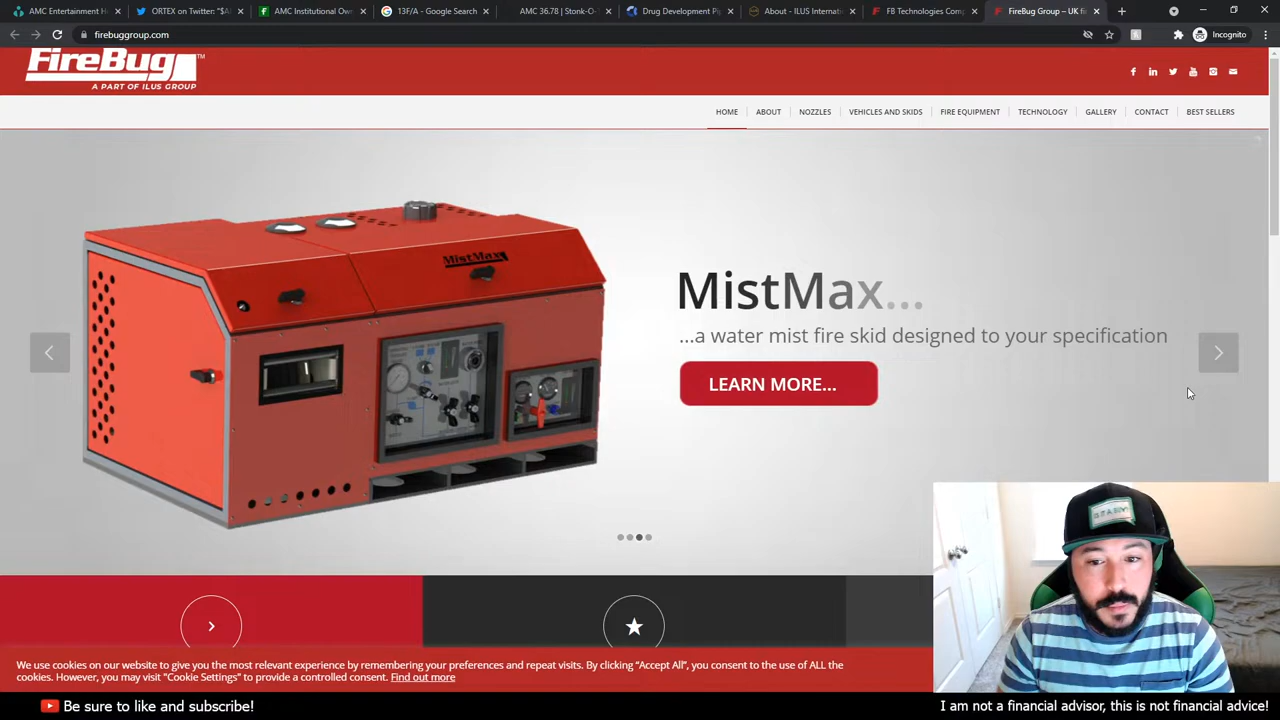 AMC Entertainment H
ORTEX on Twitter: "$A
AMC Institutional Own
13F/A - Google Search
AMC 36.78 | Stonk-O-
Drug Development Pip
About - ILUS Internati
FB Technologies Comp
FireBug Group – UK fi
firebuggroup.com
Incognito
FireBug™
A PART OF ILUS GROUP
HOME
ABOUT
NOZZLES
VEHICLES AND SKIDS
FIRE EQUIPMENT
TECHNOLOGY
GALLERY
CONTACT
BEST SELLERS
MistMax
MistMax...
...a water mist fire skid designed to your specification
LEARN MORE...
We use cookies on our website to give you the most relevant experience by remembering your preferences and repeat visits. By clicking “Accept All”, you consent to the use of ALL the
cookies. However, you may visit "Cookie Settings" to provide a controlled consent. Find out more
Be sure to like and subscribe!
I am not a financial advisor, this is not financial advice!